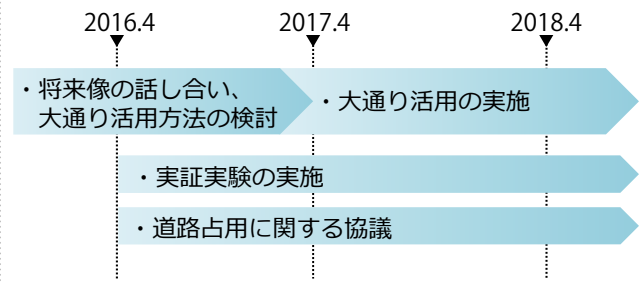 2016.4
2017.4
2018.4
・将来像の話し合い、
大通り活用方法の検討
・大通り活用の実施
・実証実験の実施
・道路占用に関する協議